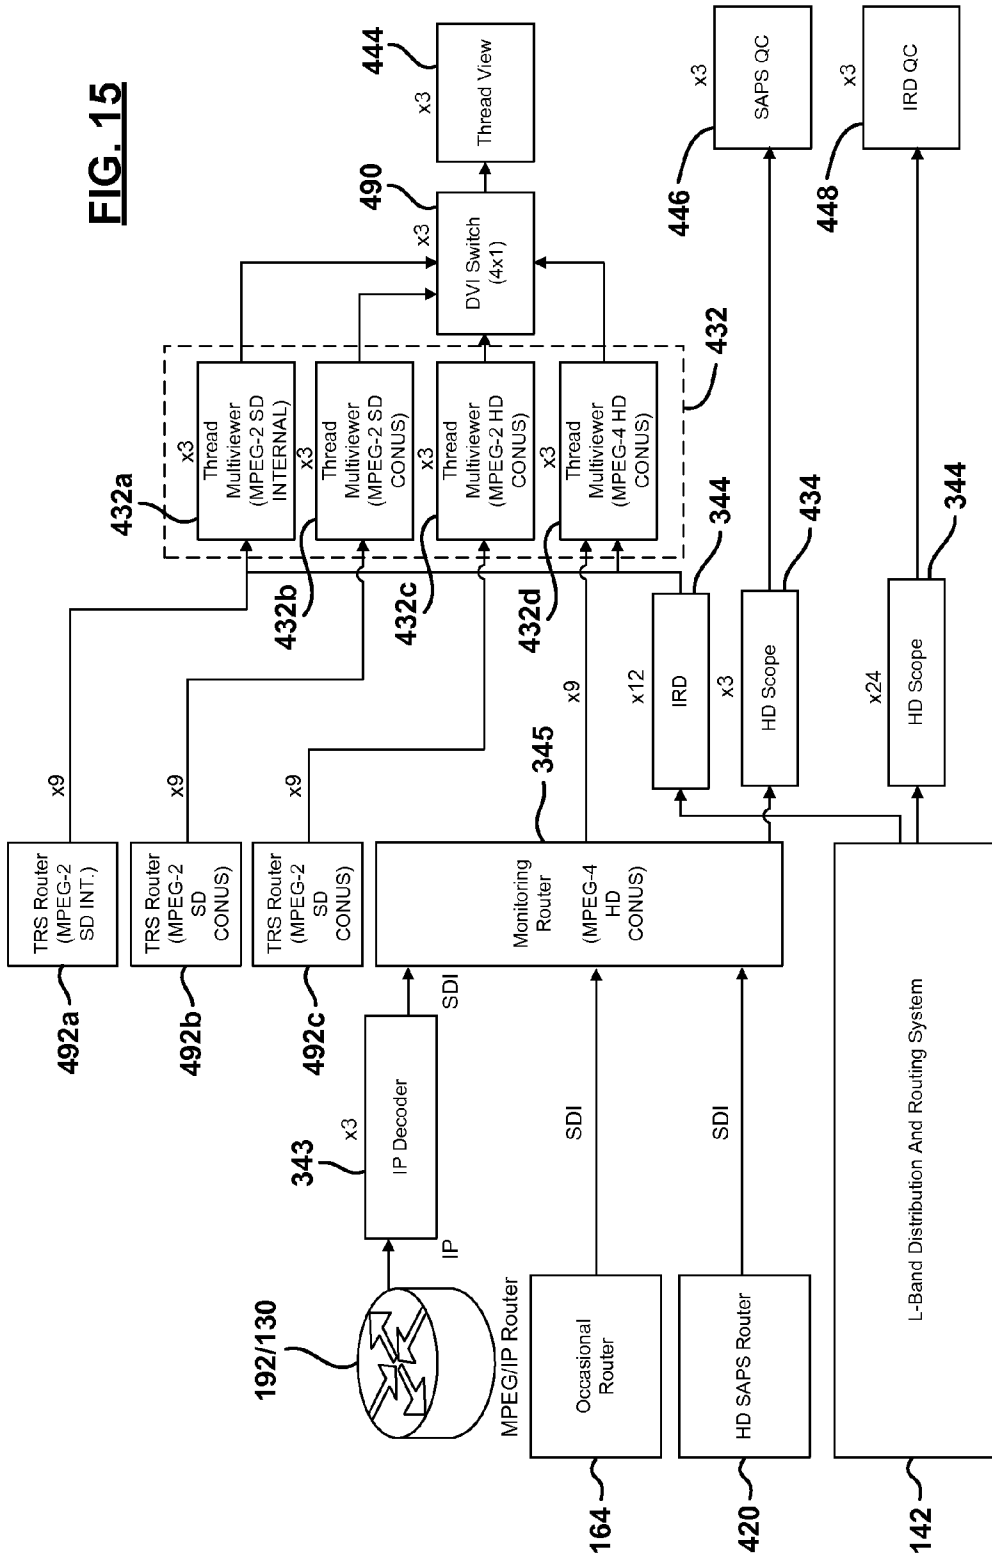 FIG. 15
492a
TRS Router
(MPEG-2
SD INT.)
x9
492b
TRS Router
(MPEG-2
SD
CONUS)
x9
492c
TRS Router
(MPEG-2
SD
CONUS)
x9
432a
x3
Thread
Multiviewer
(MPEG-2 SD
INTERNAL)
432b
x3
Thread
Multiviewer
(MPEG-2 SD
CONUS)
432c
x3
Thread
Multiviewer
(MPEG-2 HD
CONUS)
432d
x3
Thread
Multiviewer
(MPEG-4 HD
CONUS)
432
490
x3
DVI Switch
(4x1)
444
x3
Thread View
192/130
MPEG/IP Router
IP
343
x3
IP Decoder
SDI
345
Monitoring
Router
(MPEG-4
HD
CONUS)
x9
164
Occasional
Router
SDI
420
HD SAPS Router
SDI
142
L-Band Distribution And Routing System
x12
IRD
344
x3
HD Scope
434
x24
HD Scope
344
446
x3
SAPS QC
448
x3
IRD QC